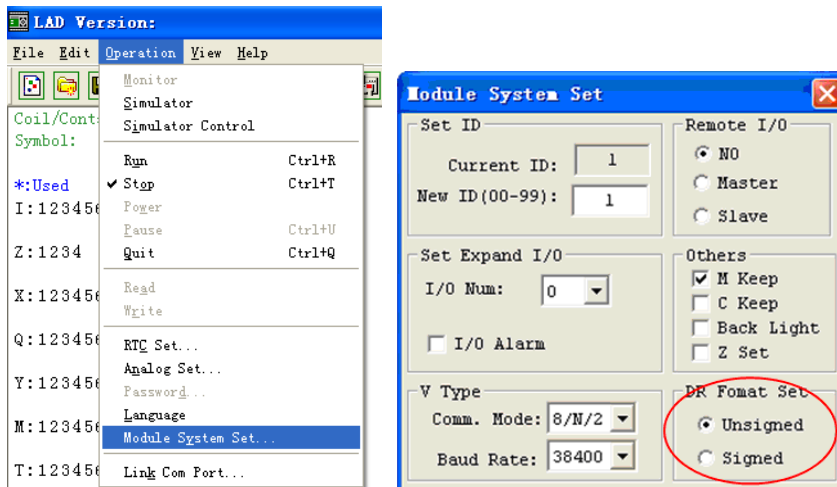 LAD Version:
File Edit Operation View Help
Monitor
Simulator
Simulator Control
Run Ctrl+R
Stop Ctrl+T
Power
Pause Ctrl+U
Quit Ctrl+Q
Read
Write
RTC Set...
Analog Set...
Password...
Language
Module System Set...
Link Com Port...
Coil/Cont
Symbol:
*:Used
I:123456
Z:1234
X:123456
Q:123456
Y:123456
M:123456
T:123456
Module System Set
Set ID
Current ID: 1
New ID(00-99): 1
Remote I/O
NO
Master
Slave
Set Expand I/O
I/O Num: 0
I/O Alarm
Others
M Keep
C Keep
Back Light
Z Set
V Type
Comm. Mode: 8/N/2
Baud Rate: 38400
DR Fomat Set
Unsigned
Signed